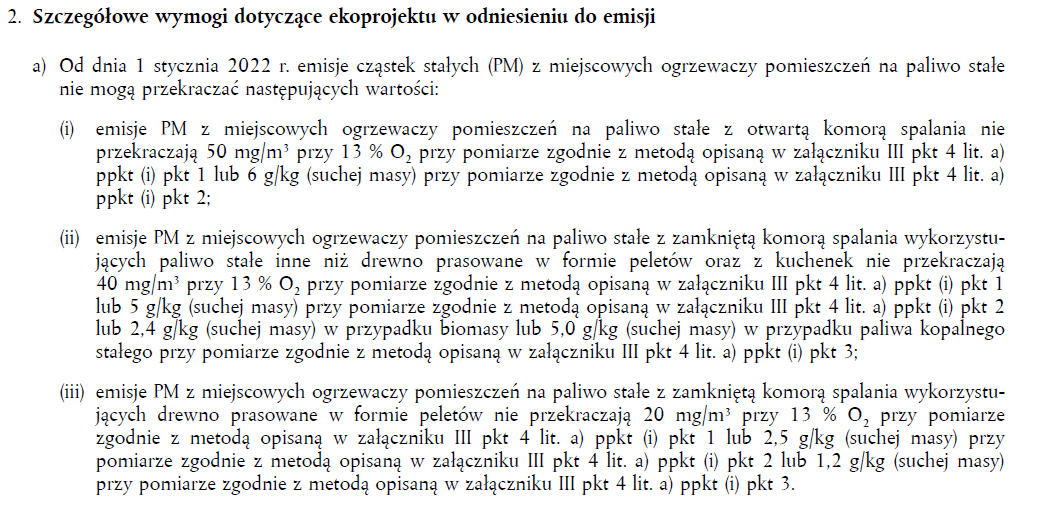 2. Szczegółowe wymogi dotyczące ekoprojektu w odniesieniu do emisji
a) Od dnia 1 stycznia 2022 r. emisje cząstek stałych (PM) z miejscowych ogrzewaczy pomieszczeń na paliwo stałe
nie mogą przekraczać następujących wartości:
(i) emisje PM z miejscowych ogrzewaczy pomieszczeń na paliwo stałe z otwartą komorą spalania nie
przekraczają 50 mg/m³ przy 13 % O₂ przy pomiarze zgodnie z metodą opisaną w załączniku III pkt 4 lit. a)
ppkt (i) pkt 1 lub 6 g/kg (suchej masy) przy pomiarze zgodnie z metodą opisaną w załączniku III pkt 4 lit. a)
ppkt (i) pkt 2;
(ii) emisje PM z miejscowych ogrzewaczy pomieszczeń na paliwo stałe z zamkniętą komorą spalania wykorzystu-
jących paliwo stałe inne niż drewno prasowane w formie peletów oraz z kuchenek nie przekraczają
40 mg/m³ przy 13 % O₂ przy pomiarze zgodnie z metodą opisaną w załączniku III pkt 4 lit. a) ppkt (i) pkt 1
lub 5 g/kg (suchej masy) przy pomiarze zgodnie z metodą opisaną w załączniku III pkt 4 lit. a) ppkt (i) pkt 2
lub 2,4 g/kg (suchej masy) w przypadku biomasy lub 5,0 g/kg (suchej masy) w przypadku paliwa kopalnego
stałego przy pomiarze zgodnie z metodą opisaną w załączniku III pkt 4 lit. a) ppkt (i) pkt 3;
(iii) emisje PM z miejscowych ogrzewaczy pomieszczeń na paliwo stałe z zamkniętą komorą spalania wykorzystu-
jących drewno prasowane w formie peletów nie przekraczają 20 mg/m³ przy 13 % O₂ przy pomiarze
zgodnie z metodą opisaną w załączniku III pkt 4 lit. a) ppkt (i) pkt 1 lub 2,5 g/kg (suchej masy) przy
pomiarze zgodnie z metodą opisaną w załączniku III pkt 4 lit. a) ppkt (i) pkt 2 lub 1,2 g/kg (suchej masy)
przy pomiarze zgodnie z metodą opisaną w załączniku III pkt 4 lit. a) ppkt (i) pkt 3.